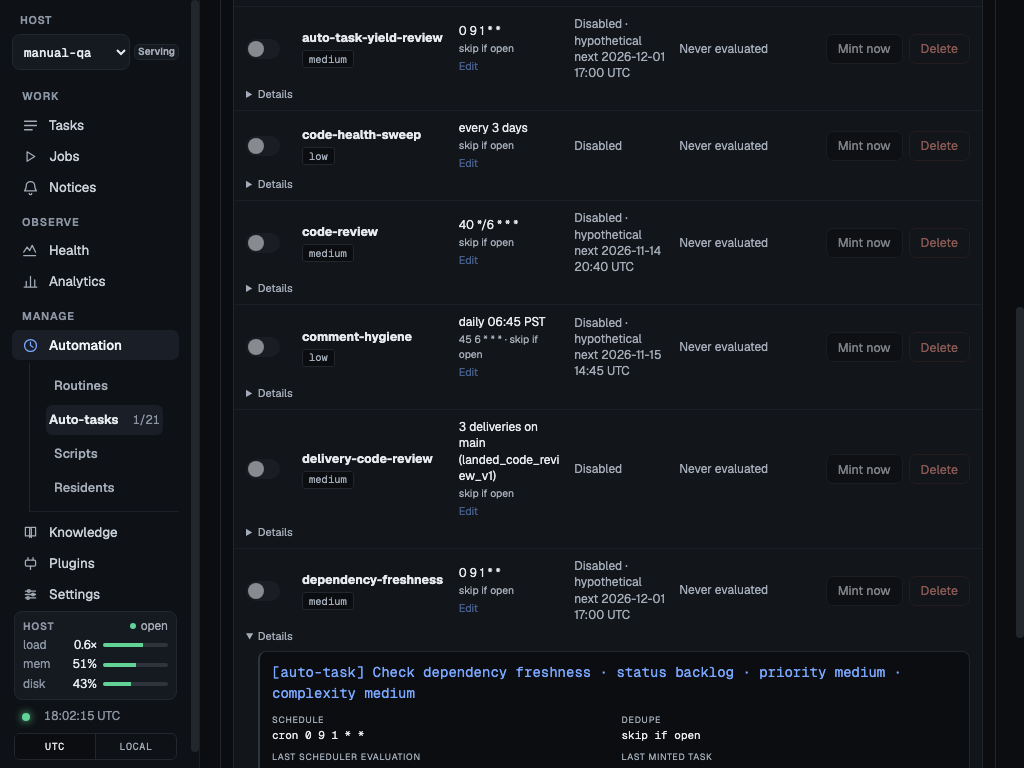 HOST
manual-qa
Serving
WORK
Tasks
Jobs
Notices
OBSERVE
Health
Analytics
MANAGE
Automation
Routines
Auto-tasks 1/21
Scripts
Residents
Knowledge
Plugins
Settings
HOST open
load 0.6×
mem 51%
disk 43%
18:02:15 UTC
UTC LOCAL
auto-task-yield-review
medium
0 9 1 * *
skip if open
Edit
Disabled ·
hypothetical
next 2026-12-01
17:00 UTC
Never evaluated
Mint now
Delete
Details
code-health-sweep
low
every 3 days
skip if open
Edit
Disabled
Never evaluated
Mint now
Delete
Details
code-review
medium
40 */6 * * *
skip if open
Edit
Disabled ·
hypothetical
next 2026-11-14
20:40 UTC
Never evaluated
Mint now
Delete
Details
comment-hygiene
low
daily 06:45 PST
45 6 * * * · skip if
open
Edit
Disabled ·
hypothetical
next 2026-11-15
14:45 UTC
Never evaluated
Mint now
Delete
Details
delivery-code-review
medium
3 deliveries on
main
(landed_code_revi
ew_v1)
skip if open
Edit
Disabled
Never evaluated
Mint now
Delete
Details
dependency-freshness
medium
0 9 1 * *
skip if open
Edit
Disabled ·
hypothetical
next 2026-12-01
17:00 UTC
Never evaluated
Mint now
Delete
Details
[auto-task] Check dependency freshness · status backlog · priority medium ·
complexity medium
SCHEDULE
cron 0 9 1 * *
DEDUPE
skip if open
LAST SCHEDULER EVALUATION
LAST MINTED TASK